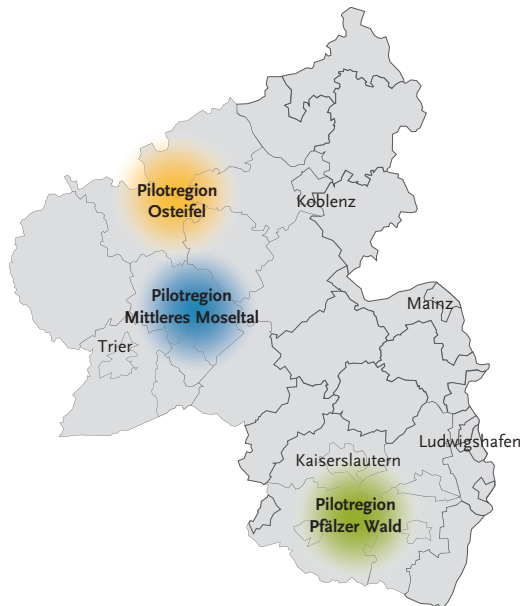 Pilotregion
Osteifel
Koblenz
Pilotregion
Mittleres Moseltal
Mainz
Trier
Ludwigshafen
Kaiserslautern
Pilotregion
Pfälzer Wald